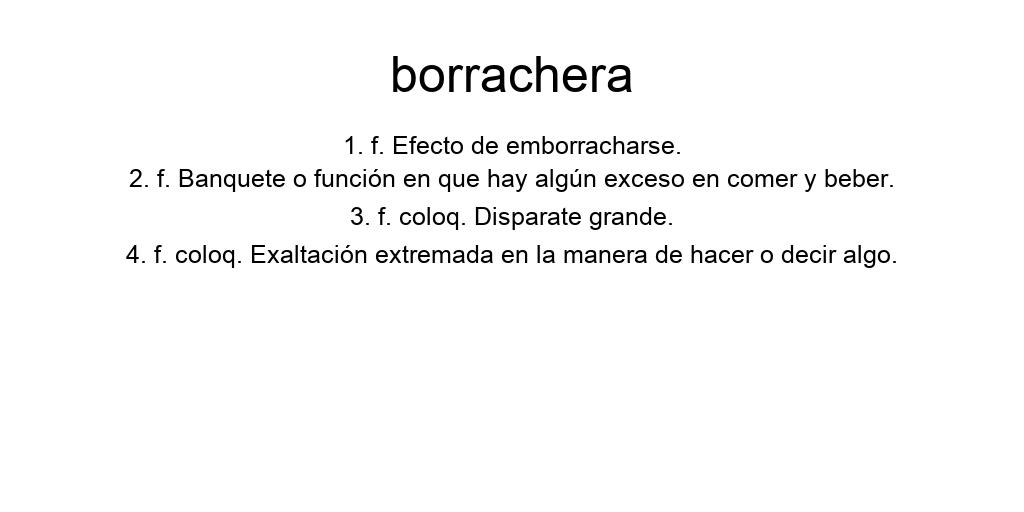 borrachera
1. f. Efecto de emborracharse.
2. f. Banquete o función en que hay algún exceso en comer y beber.
3. f. coloq. Disparate grande.
4. f. coloq. Exaltación extremada en la manera de hacer o decir algo.